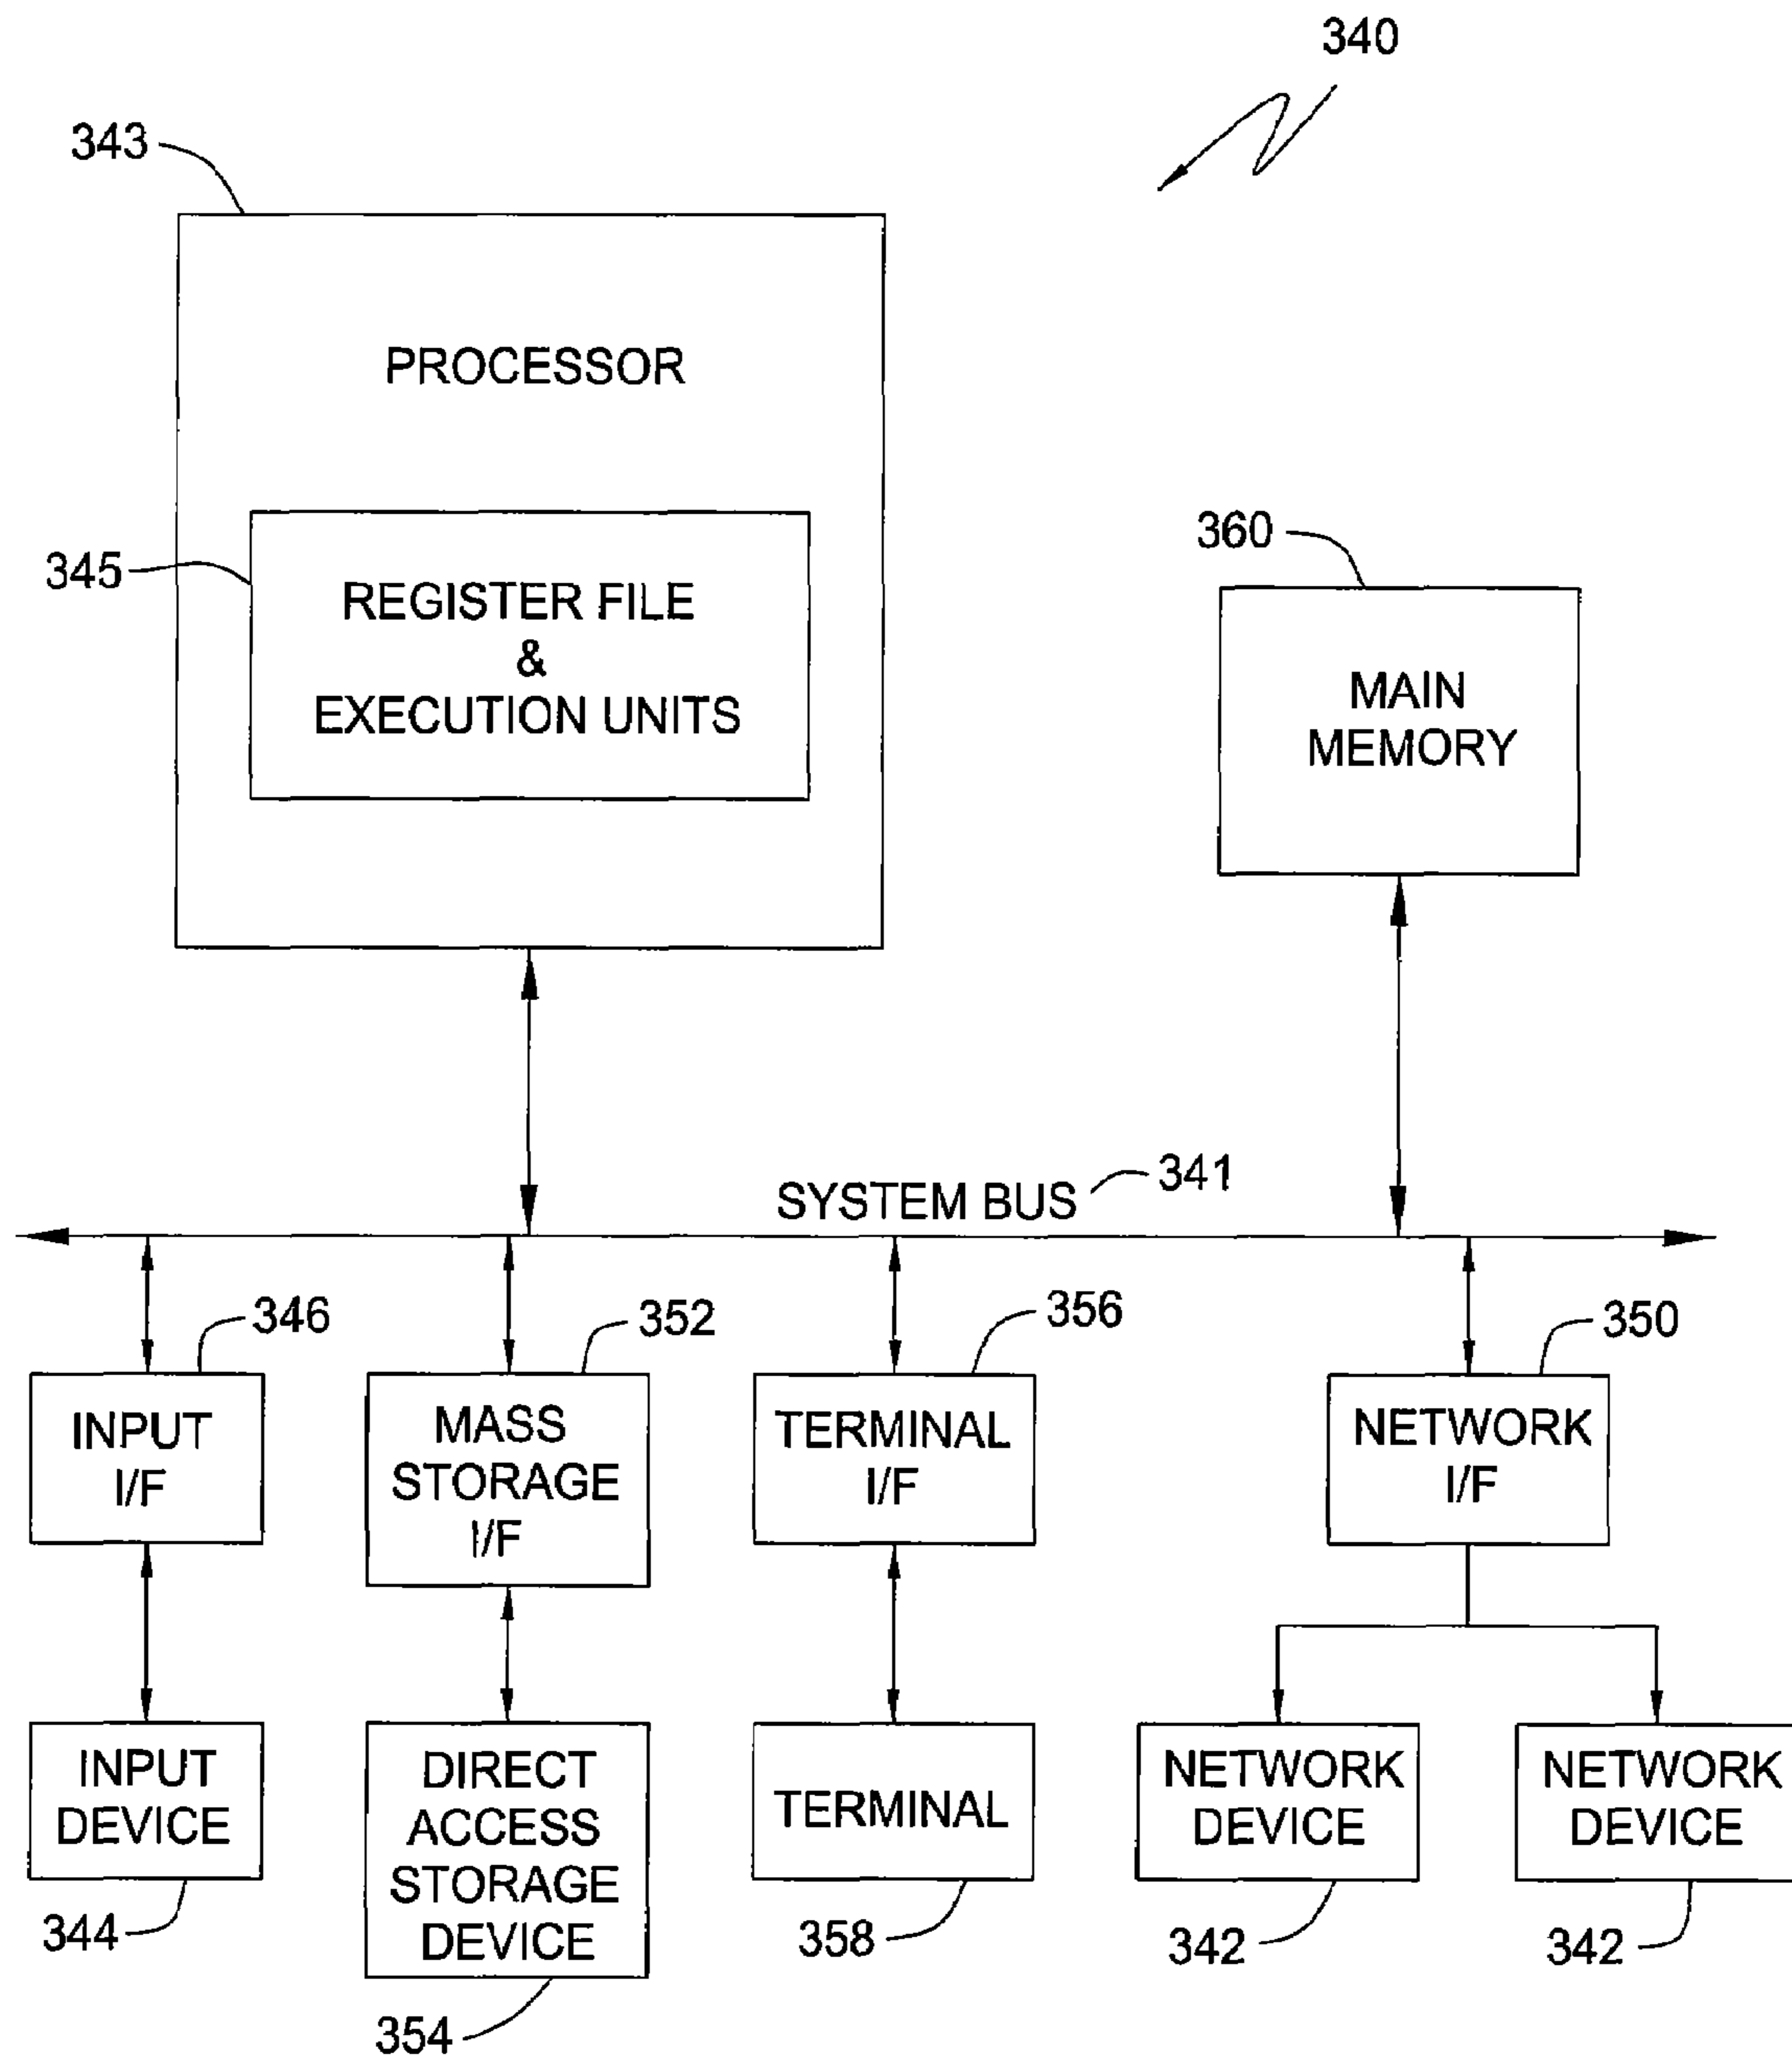 340
343
PROCESSOR
345
REGISTER FILE
&
EXECUTION UNITS
360
MAIN
MEMORY
SYSTEM BUS
341
346
352
356
350
INPUT
I/F
MASS
STORAGE
I/F
TERMINAL
I/F
NETWORK
I/F
INPUT
DEVICE
DIRECT
ACCESS
STORAGE
DEVICE
TERMINAL
NETWORK
DEVICE
NETWORK
DEVICE
344
354
358
342
342